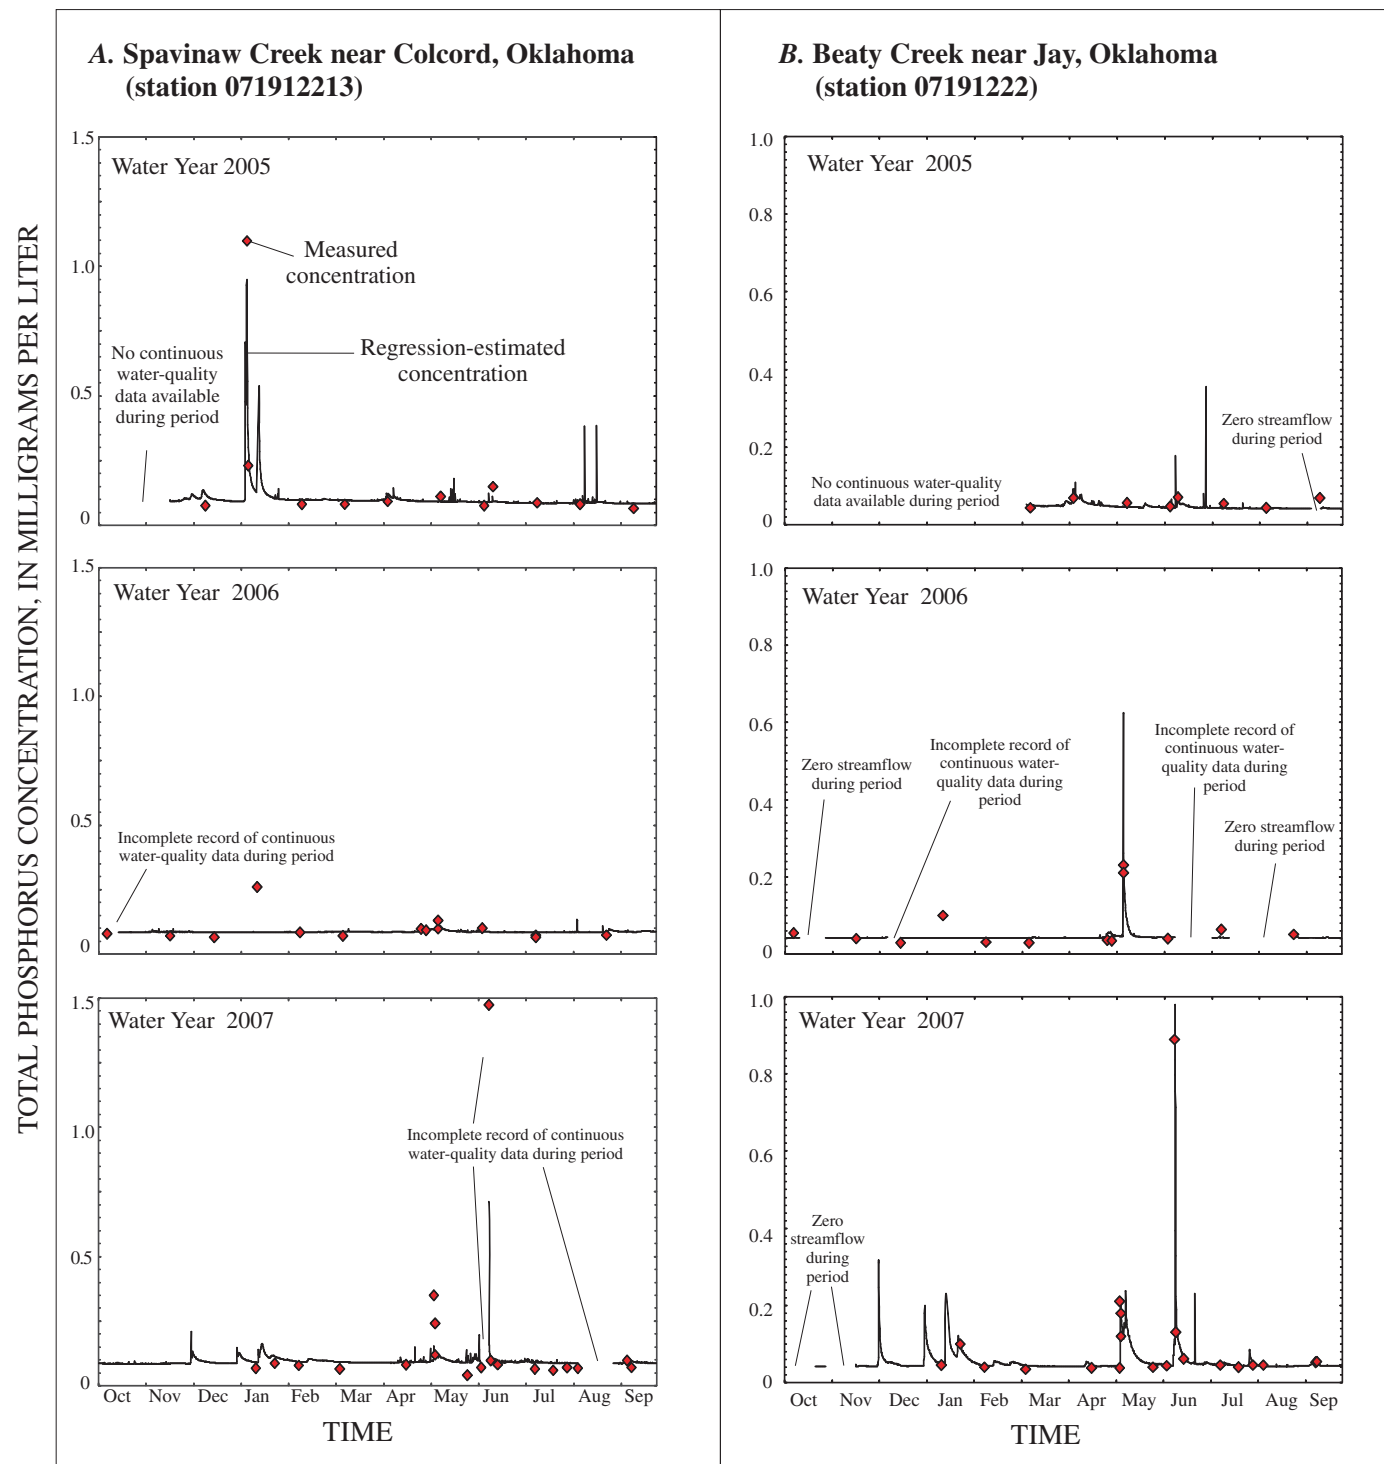 A. Spavinaw Creek near Colcord, Oklahoma
(station 071912213)
B. Beaty Creek near Jay, Oklahoma
(station 07191222)
TOTAL PHOSPHORUS CONCENTRATION, IN MILLIGRAMS PER LITER
1.5
1.0
0.5
0
Water Year 2005
Measured
concentration
Regression-estimated
concentration
No continuous
water-quality
data available
during period
1.0
0.8
0.6
0.4
0.2
0
Water Year 2005
No continuous water-quality
data available during period
Zero streamflow
during period
1.5
1.0
0.5
0
Water Year 2006
Incomplete record of continuous
water-quality data during period
1.0
0.8
0.6
0.4
0.2
0
Water Year 2006
Zero streamflow
during period
Incomplete record of
continuous water-
quality data during
period
Incomplete record of
continuous water-
quality data during
period
Zero streamflow
during period
1.5
1.0
0.5
0
Water Year 2007
Incomplete record of continuous
water-quality data during period
Oct Nov Dec Jan Feb Mar Apr May Jun Jul Aug Sep
TIME
1.0
0.8
0.6
0.4
0.2
0
Water Year 2007
Zero
streamflow
during
period
Oct Nov Dec Jan Feb Mar Apr May Jun Jul Aug Sep
TIME